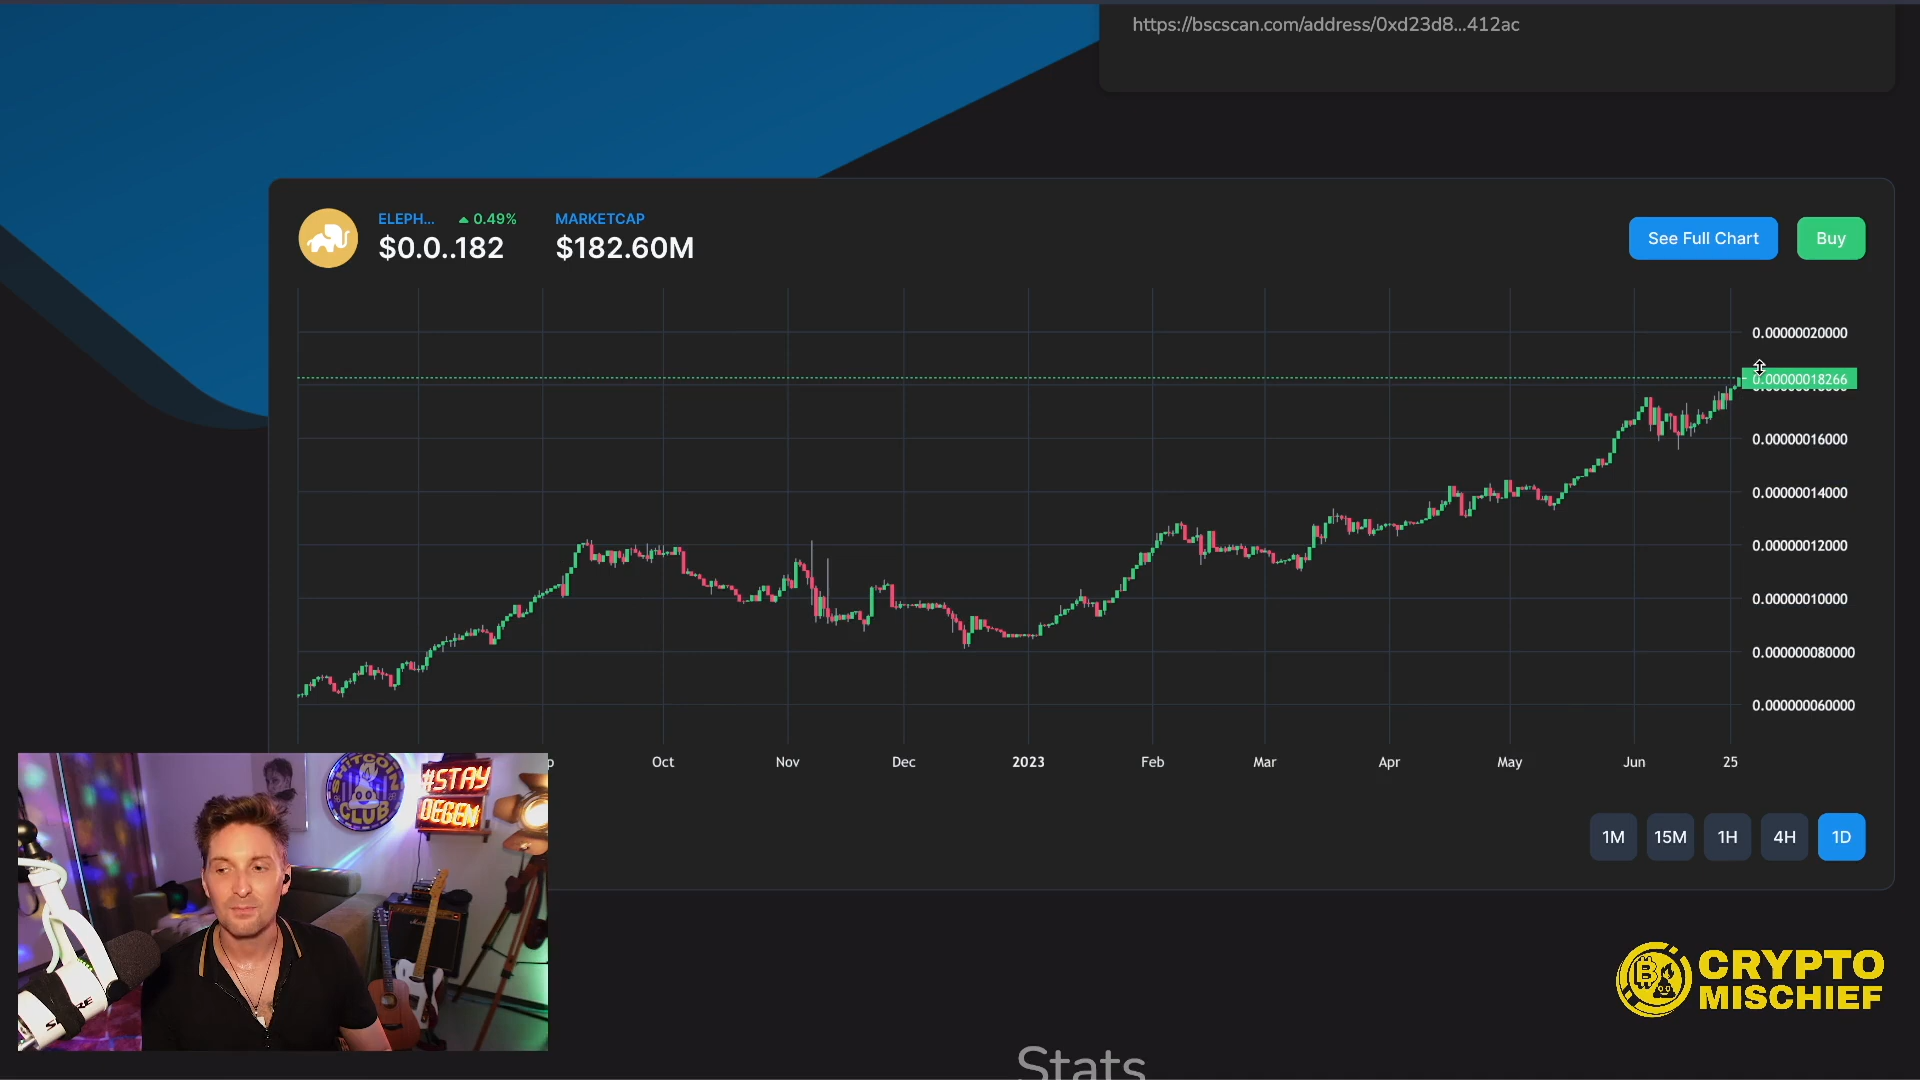 https://bscscan.com/address/0xd23d8...412ac
ELEPH...
0.49%
MARKETCAP
$0.0..182
$182.60M
See Full Chart
Buy
0.00000020000
0.00000018266
0.00000016000
0.00000014000
0.00000012000
0.00000010000
0.000000080000
0.000000060000
Oct
Nov
Dec
2023
Feb
Mar
Apr
May
Jun
25
1M
15M
1H
4H
1D
SHITCOIN
CLUB
#STAY
DEGEN
CRYPTO
MISCHIEF
Stats